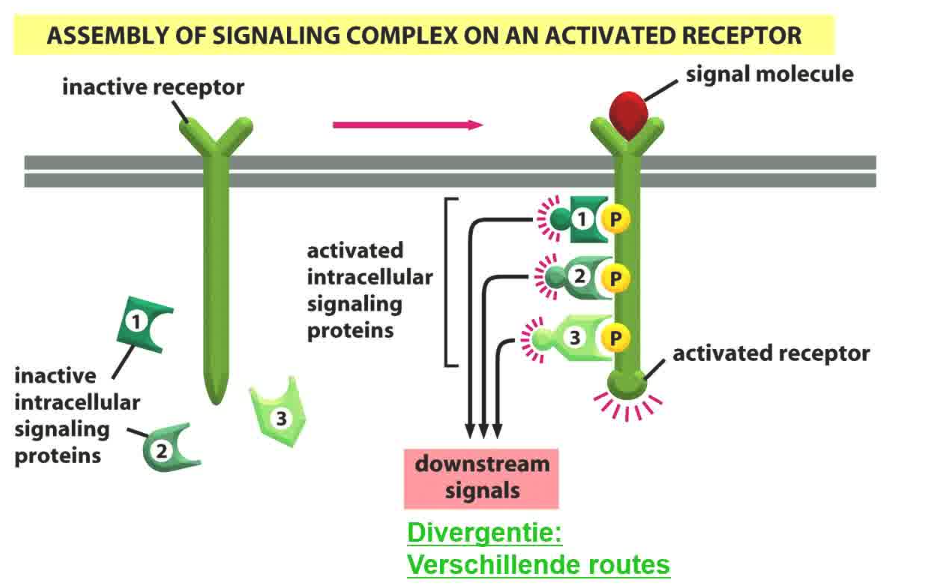 ASSEMBLY OF SIGNALING COMPLEX ON AN ACTIVATED RECEPTOR
inactive receptor
signal molecule
activated
intracellular
signaling
proteins
1
P
2
P
3
P
activated receptor
1
inactive
intracellular
signaling
proteins
2
3
downstream
signals
Divergentie:
Verschillende routes